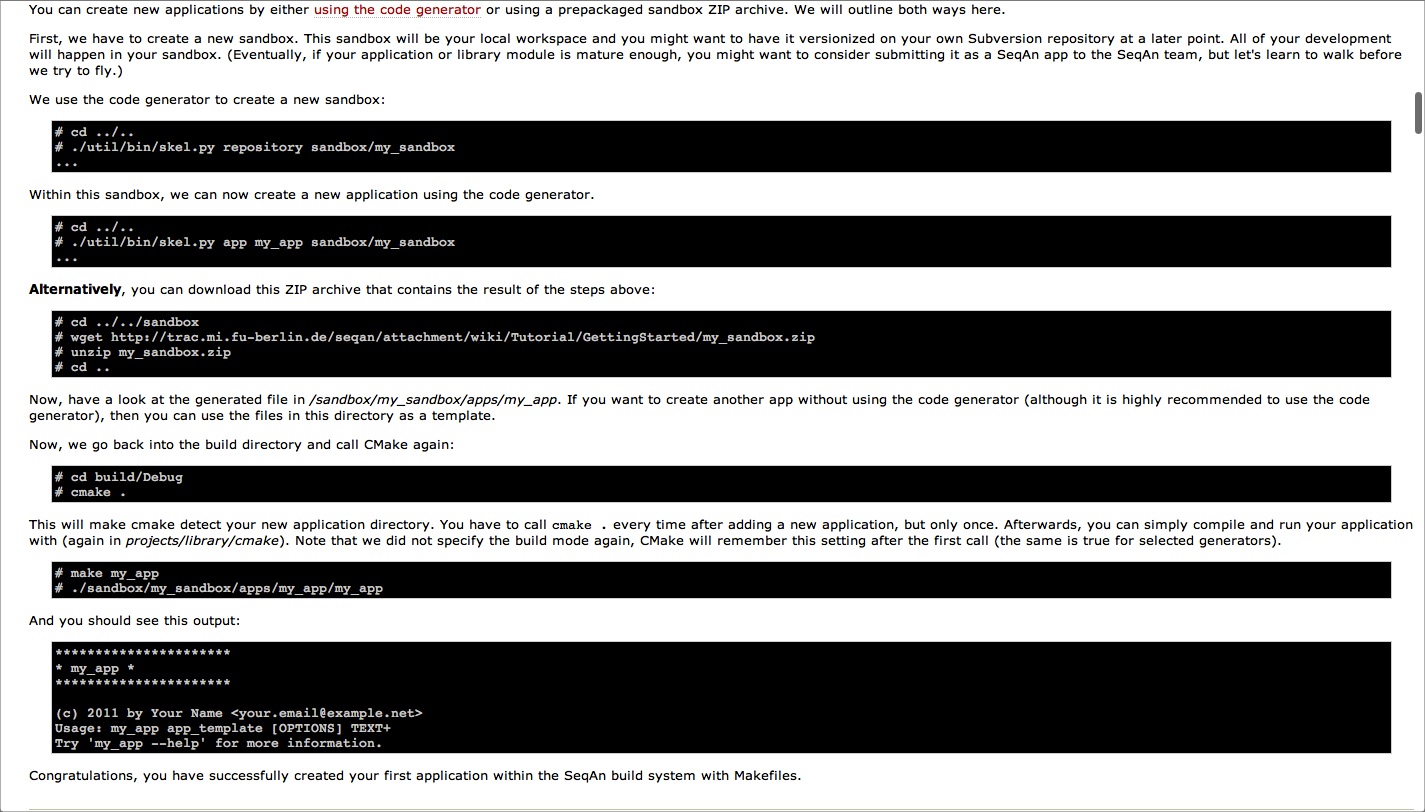 You can create new applications by either using the code generator or using a prepackaged sandbox ZIP archive. We will outline both ways here.
First, we have to create a new sandbox. This sandbox will be your local workspace and you might want to have it versionized on your own Subversion repository at a later point. All of your development
will happen in your sandbox. (Eventually, if your application or library module is mature enough, you might want to consider submitting it as a SeqAn app to the SeqAn team, but let's learn to walk before
we try to fly.)
We use the code generator to create a new sandbox:
# cd ../..
# ./util/bin/skel.py repository sandbox/my_sandbox
...
Within this sandbox, we can now create a new application using the code generator.
# cd ../..
# ./util/bin/skel.py app my_app sandbox/my_sandbox
...
Alternatively, you can download this ZIP archive that contains the result of the steps above:
# cd ../../sandbox
# wget http://trac.mi.fu-berlin.de/seqan/attachment/wiki/Tutorial/GettingStarted/my_sandbox.zip
# unzip my_sandbox.zip
# cd ..
Now, have a look at the generated file in /sandbox/my_sandbox/apps/my_app. If you want to create another app without using the code generator (although it is highly recommended to use the code
generator), then you can use the files in this directory as a template.
Now, we go back into the build directory and call CMake again:
# cd build/Debug
# cmake .
This will make cmake detect your new application directory. You have to call cmake . every time after adding a new application, but only once. Afterwards, you can simply compile and run your application
with (again in projects/library/cmake). Note that we did not specify the build mode again, CMake will remember this setting after the first call (the same is true for selected generators).
# make my_app
# ./sandbox/my_sandbox/apps/my_app/my_app
And you should see this output:
**********************
* my_app *
**********************
(c) 2011 by Your Name <your.email@example.net>
Usage: my_app app_template [OPTIONS] TEXT+
Try 'my_app --help' for more information.
Congratulations, you have successfully created your first application within the SeqAn build system with Makefiles.